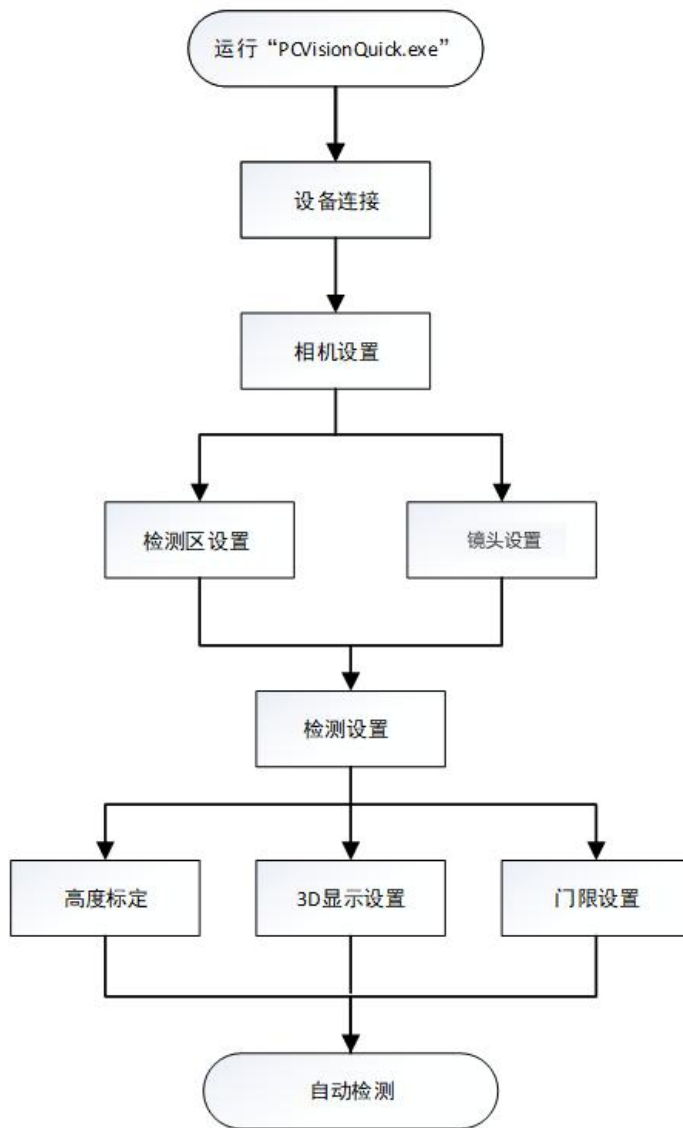 运行“PCVisionQuick.exe”
设备连接
相机设置
检测区设置
镜头设置
检测设置
高度标定
3D显示设置
门限设置
自动检测